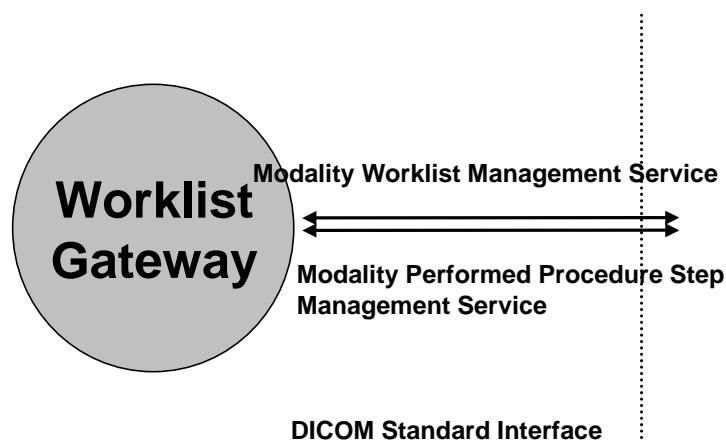 Worklist
Gateway
Modality Worklist Management Service
Modality Performed Procedure Step
Management Service
DICOM Standard Interface